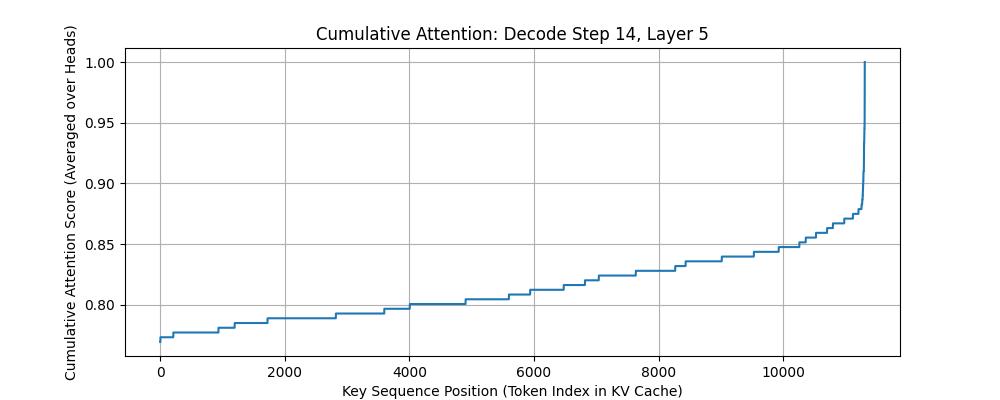 Cumulative Attention: Decode Step 14, Layer 5
Cumulative Attention Score (Averaged over Heads)
1.00
0.95
0.90
0.85
0.80
0 2000 4000 6000 8000 10000
Key Sequence Position (Token Index in KV Cache)